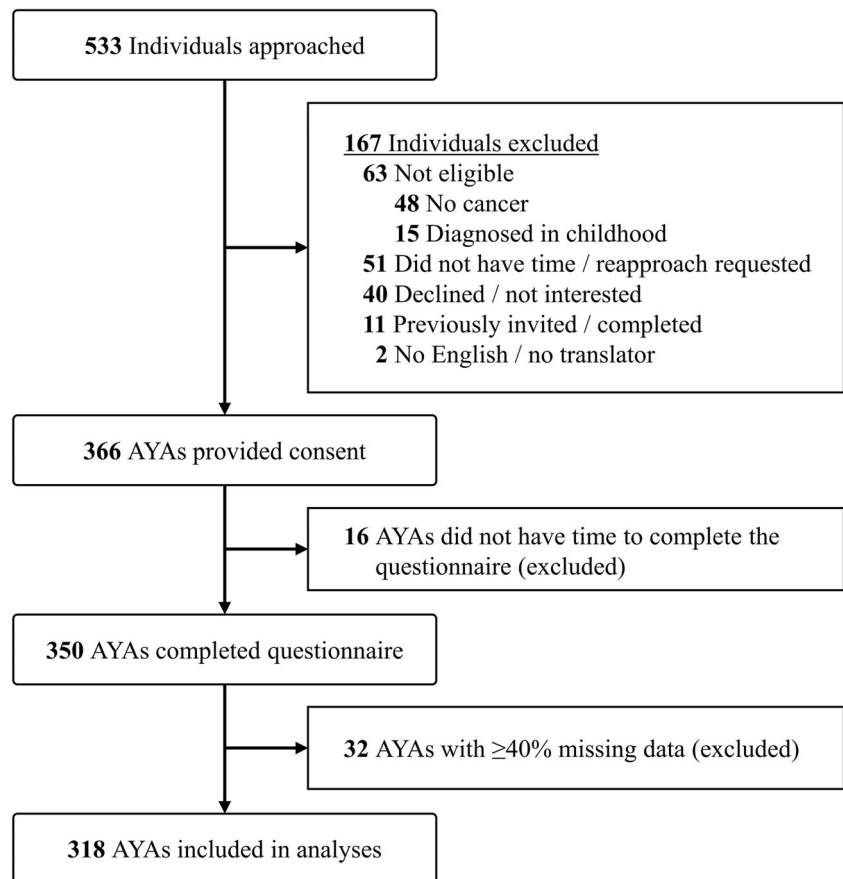 533 Individuals approached
167 Individuals excluded
63 Not eligible
48 No cancer
15 Diagnosed in childhood
51 Did not have time / reapproach requested
40 Declined / not interested
11 Previously invited / completed
2 No English / no translator
366 AYAs provided consent
16 AYAs did not have time to complete the
questionnaire (excluded)
350 AYAs completed questionnaire
32 AYAs with ≥40% missing data (excluded)
318 AYAs included in analyses